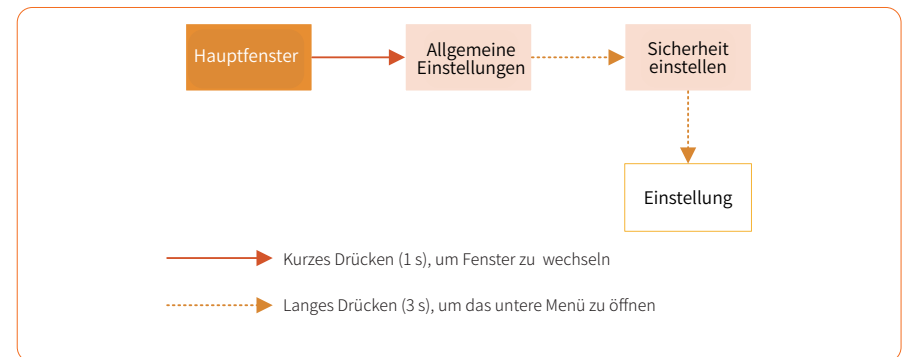 Hauptfenster
Allgemeine
Einstellungen
Sicherheit
einstellen
Einstellung
Kurzes Drücken (1 s), um Fenster zu wechseln
Langes Drücken (3 s), um das untere Menü zu öffnen